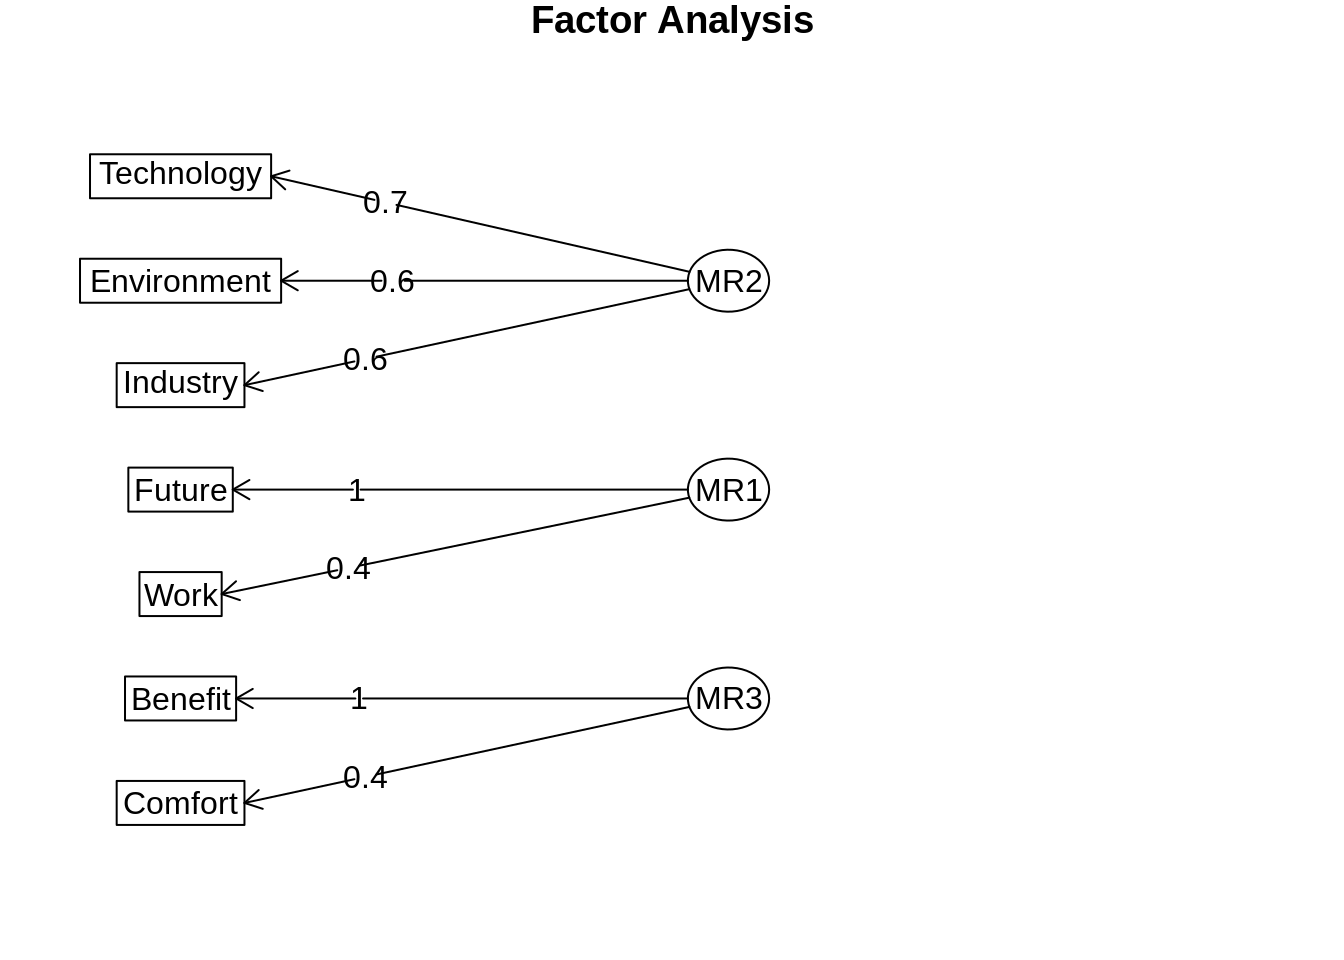 Factor Analysis
Technology
0.7
Environment
0.6
MR2
Industry
0.6
Future
1
MR1
Work
0.4
Benefit
1
MR3
Comfort
0.4